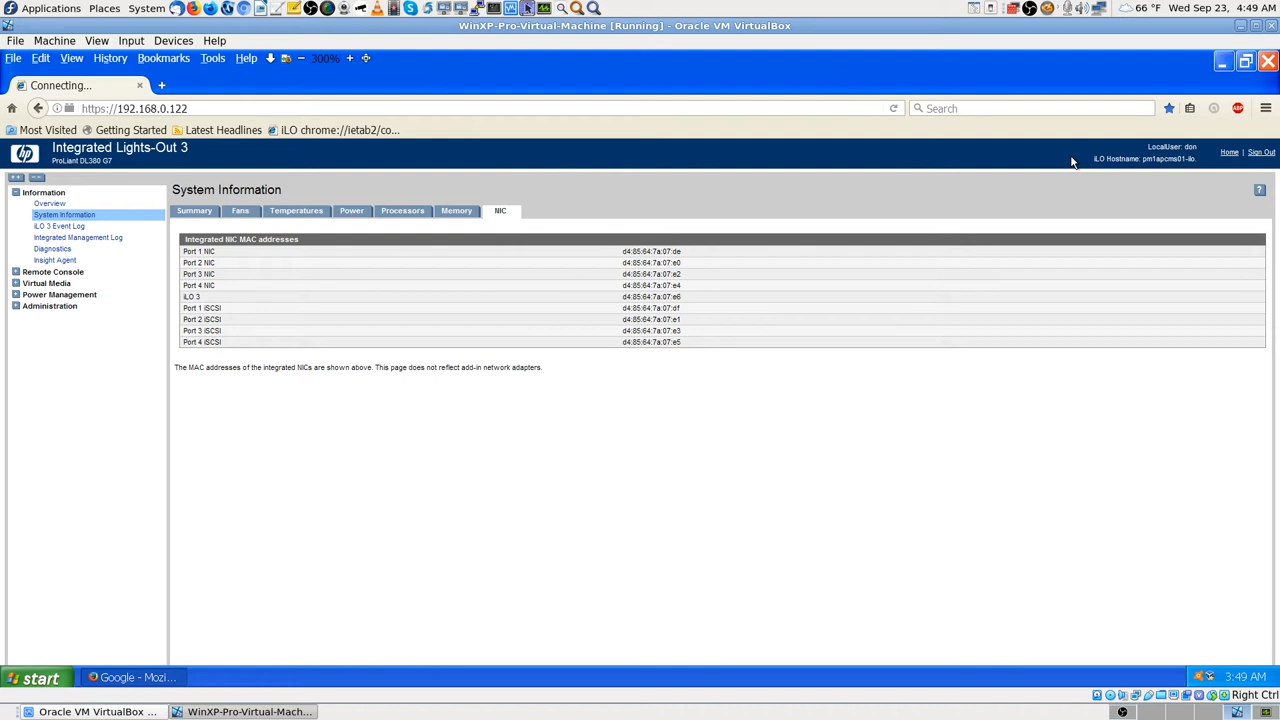 Applications Places System 66 °F Wed Sep 23, 4:49 AM
WinXP-Pro-Virtual-Machine [Running] - Oracle VM VirtualBox
File Machine View Input Devices Help
File Edit View History Bookmarks Tools Help 300%
Connecting...
https://192.168.0.122 Search
Most Visited Getting Started Latest Headlines iLO chrome://ietab2/co...
hp Integrated Lights-Out 3
ProLiant DL380 G7
LocalUser: don
iLO Hostname: pm1apcms01-ilo.
Home | Sign Out
Information
Overview
System Information
iLO 3 Event Log
Integrated Management Log
Diagnostics
Insight Agent
Remote Console
Virtual Media
Power Management
Administration
System Information ?
Summary Fans Temperatures Power Processors Memory NIC
Integrated NIC MAC addresses
Port 1 NIC d4:85:64:7a:07:de
Port 2 NIC d4:85:64:7a:07:e0
Port 3 NIC d4:85:64:7a:07:e2
Port 4 NIC d4:85:64:7a:07:e4
iLO 3 d4:85:64:7a:07:e6
Port 1 iSCSI d4:85:64:7a:07:df
Port 2 iSCSI d4:85:64:7a:07:e1
Port 3 iSCSI d4:85:64:7a:07:e3
Port 4 iSCSI d4:85:64:7a:07:e5
The MAC addresses of the integrated NICs are shown above. This page does not reflect add-in network adapters.
start Google - Mozi... 3:49 AM
Right Ctrl
Oracle VM VirtualBox ... WinXP-Pro-Virtual-Mach...